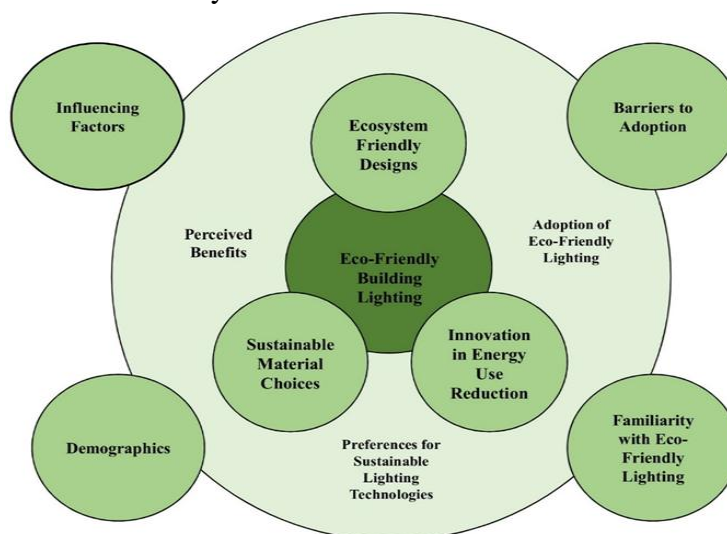 Influencing
Factors
Barriers to
Adoption
Ecosystem
Friendly
Designs
Perceived
Benefits
Adoption of
Eco-Friendly
Lighting
Eco-Friendly
Building
Lighting
Sustainable
Material
Choices
Innovation
in Energy
Use
Reduction
Demographics
Preferences for
Sustainable
Lighting
Technologies
Familiarity
with Eco-
Friendly
Lighting